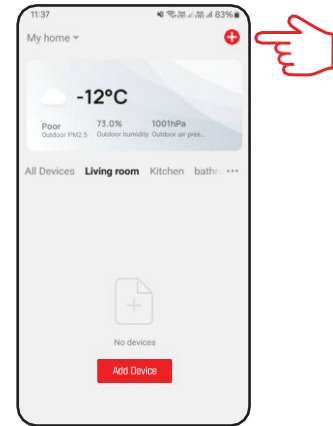 11:37 83%
My home
-12°C
Poor 73.0% 1001hPa
Outdoor PM2.5 Outdoor humidity Outdoor air pres...
All Devices Living room Kitchen bathr ...
No devices
Add Device